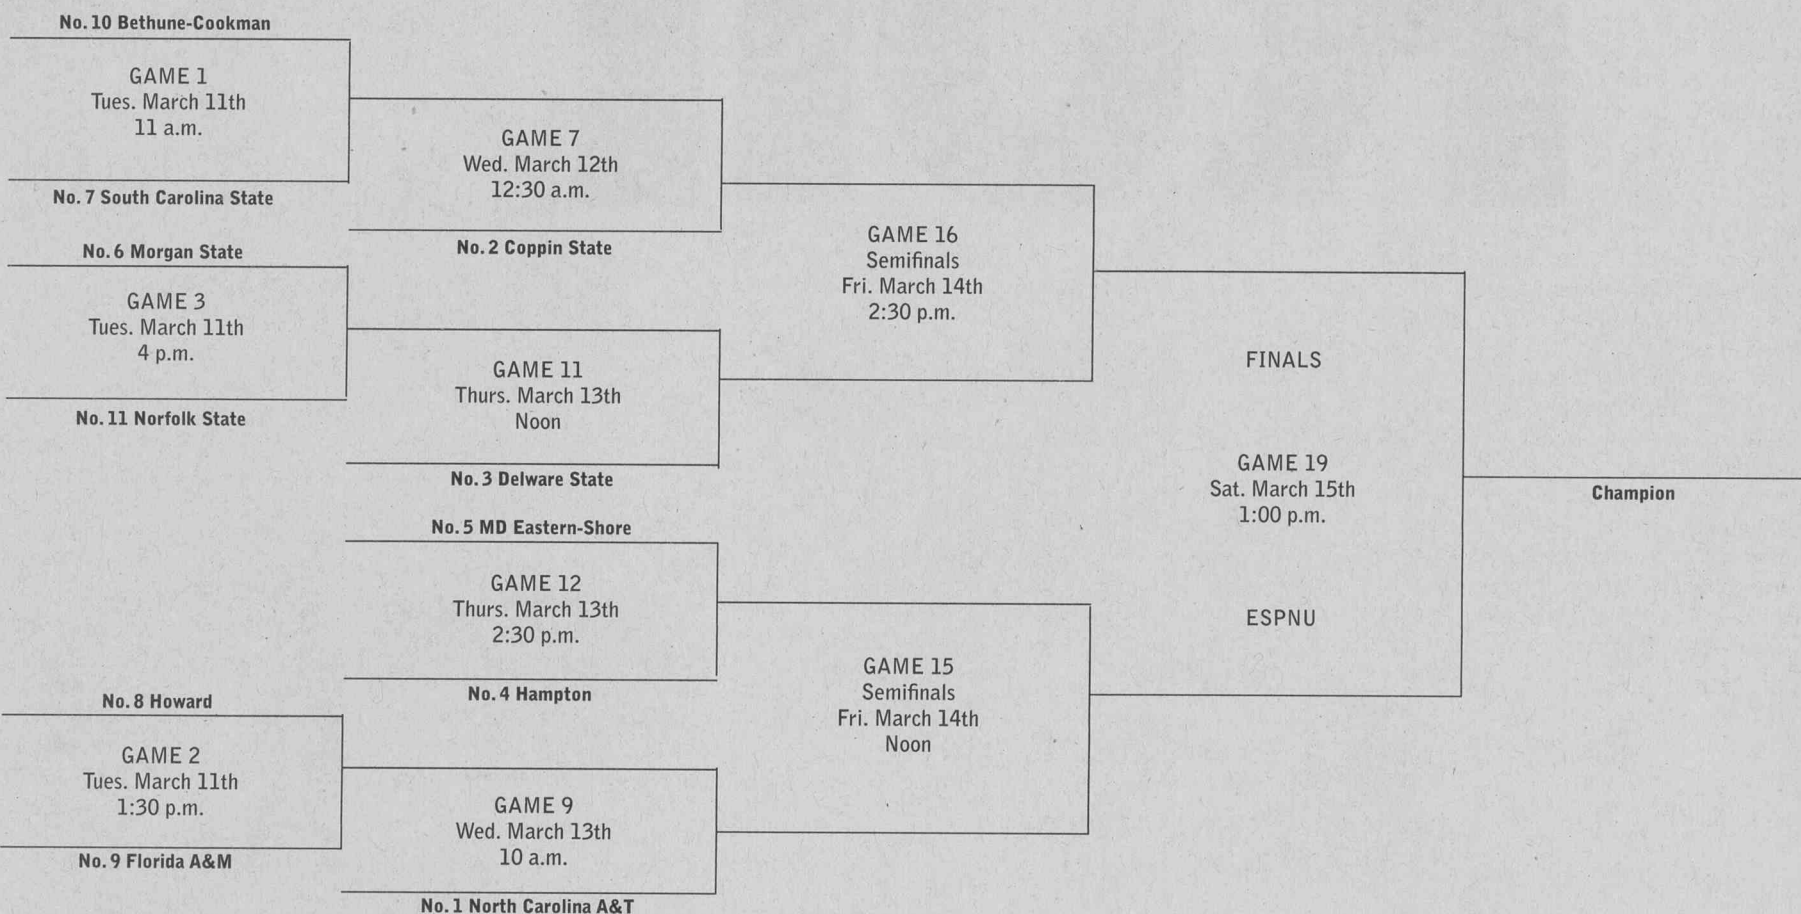 No. 10 Bethune-Cookman
GAME 1
Tues. March 11th
11 a.m.
No. 7 South Carolina State
No. 6 Morgan State
GAME 3
Tues. March 11th
4 p.m.
No. 11 Norfolk State
No. 8 Howard
GAME 2
Tues. March 11th
1:30 p.m.
No. 9 Florida A&M
GAME 7
Wed. March 12th
12:30 a.m.
No. 2 Coppin State
GAME 11
Thurs. March 13th
Noon
No. 3 Delware State
No. 5 MD Eastern-Shore
GAME 12
Thurs. March 13th
2:30 p.m.
No. 4 Hampton
GAME 9
Wed. March 13th
10 a.m.
No. 1 North Carolina A&T
GAME 16
Semifinals
Fri. March 14th
2:30 p.m.
GAME 15
Semifinals
Fri. March 14th
Noon
FINALS
GAME 19
Sat. March 15th
1:00 p.m.
ESPNU
Champion